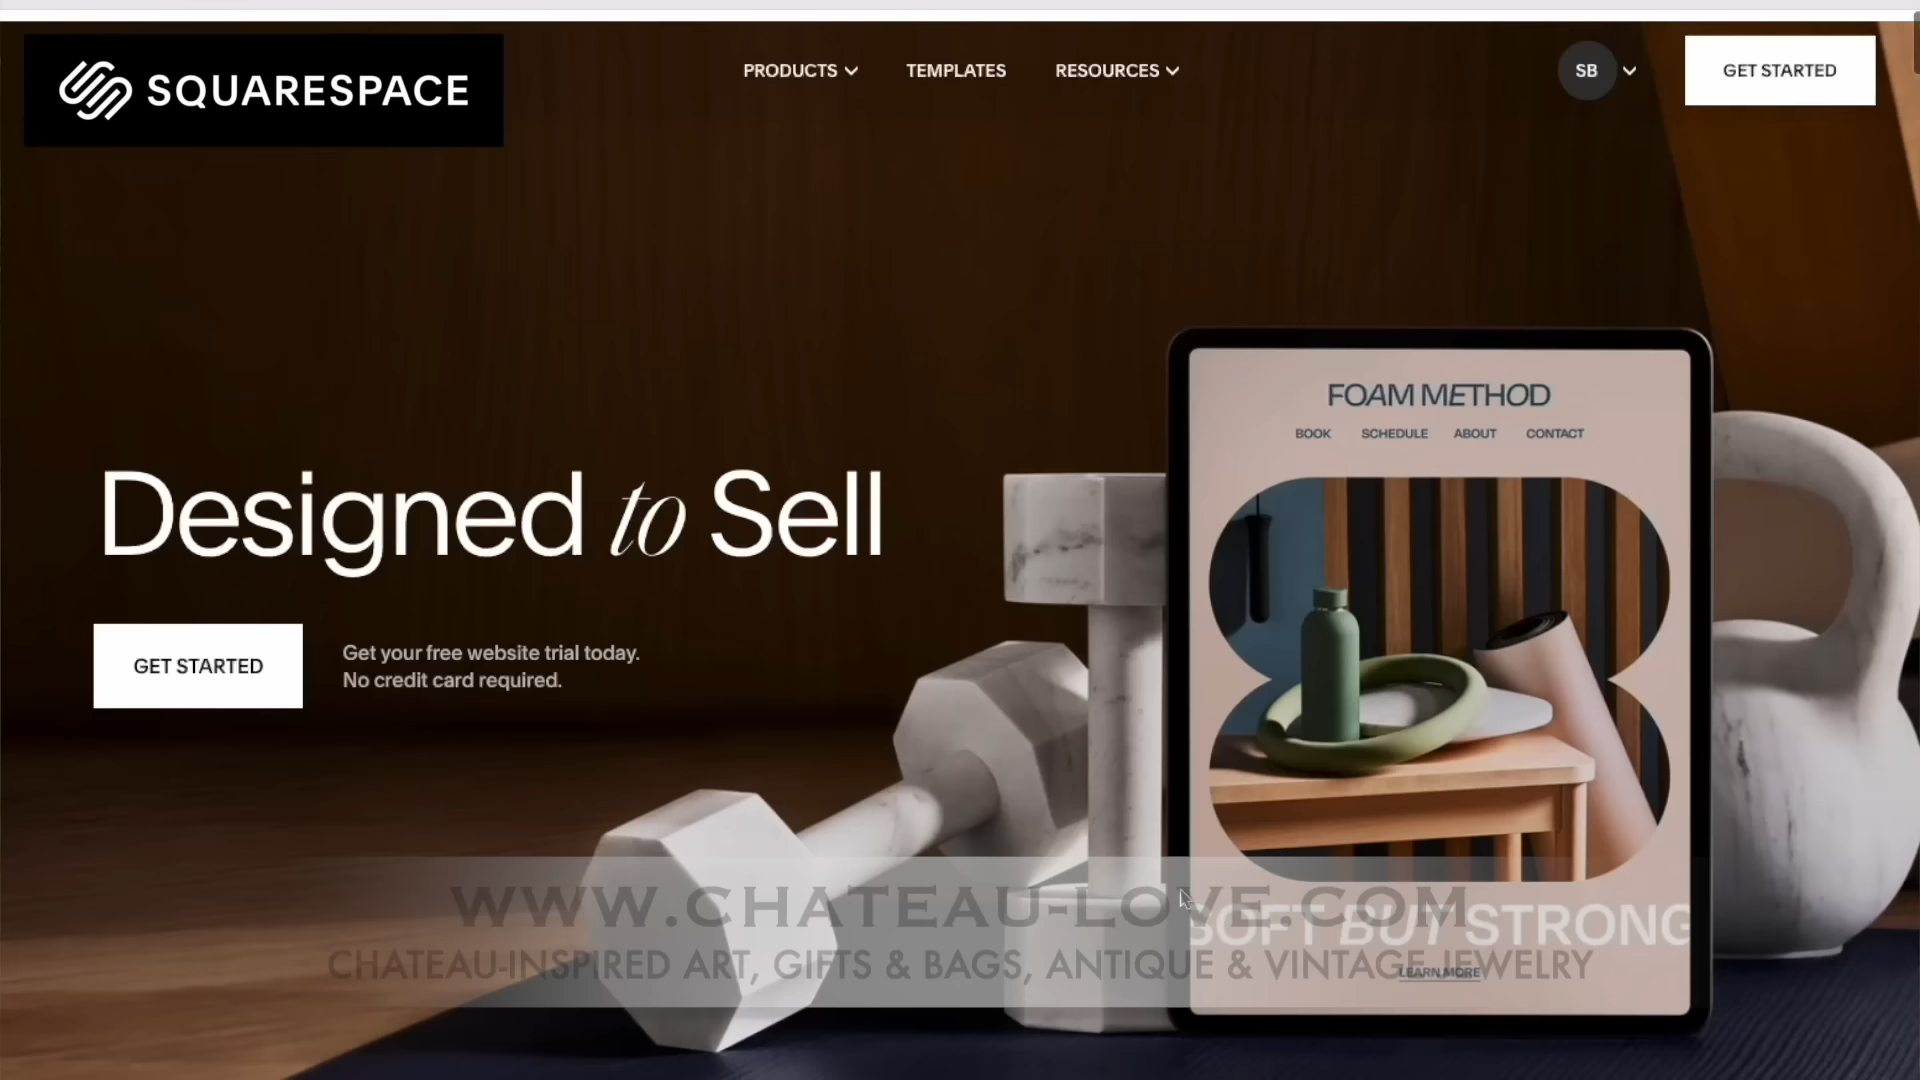 SQUARESPACE
PRODUCTS
TEMPLATES
RESOURCES
SB
GET STARTED
Designed to Sell
GET STARTED
Get your free website trial today.
No credit card required.
FOAM METHOD
BOOK SCHEDULE ABOUT CONTACT
SOFT BUT STRONG
LEARN MORE
WWW.CHATEAU-LOVE.COM
CHATEAU-INSPIRED ART, GIFTS & BAGS, ANTIQUE & VINTAGE JEWELRY